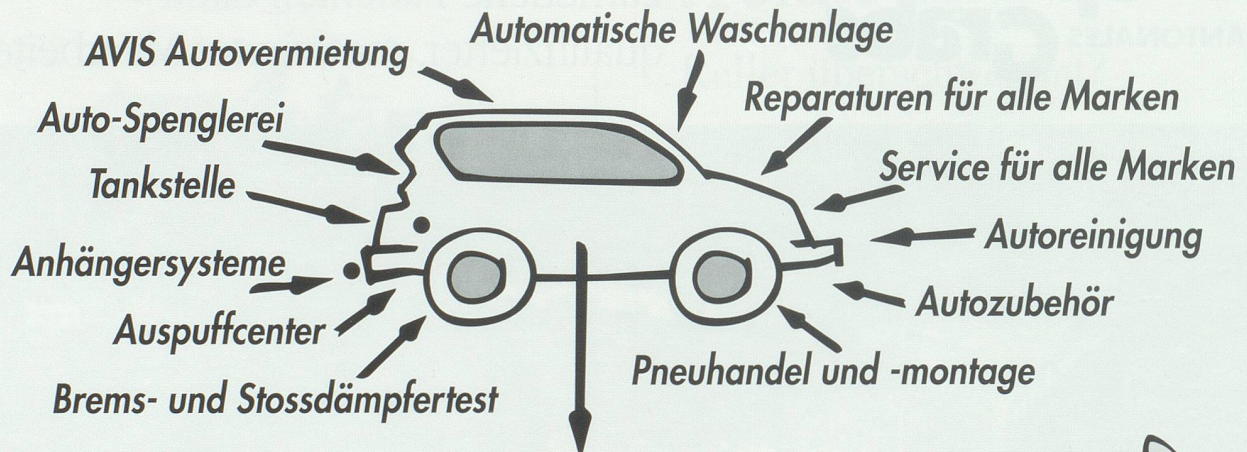 Automatische Waschanlage
AVIS Autovermietung
Reparaturen für alle Marken
Auto-Spenglerei
Service für alle Marken
Tankstelle
Autoreinigung
Anhängersysteme
Autozubehör
Auspuffcenter
Pneuhandel und -montage
Brems- und Stossdämpfertest